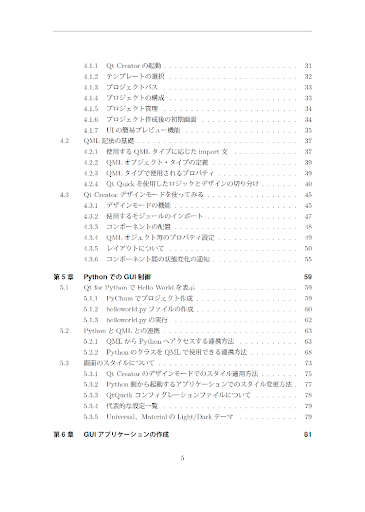 4.1.1 Qt Creator の起動 . . . . . . . . . . . . . . . . . . . . . . . . 31
4.1.2 テンプレートの選択 . . . . . . . . . . . . . . . . . . . . . . . 32
4.1.3 プロジェクトパス . . . . . . . . . . . . . . . . . . . . . . . . 33
4.1.4 プロジェクトの構成 . . . . . . . . . . . . . . . . . . . . . . . 33
4.1.5 プロジェクト管理 . . . . . . . . . . . . . . . . . . . . . . . . 34
4.1.6 プロジェクト作成後の初期画面 . . . . . . . . . . . . . . . . . 34
4.1.7 UI の簡易プレビュー機能 . . . . . . . . . . . . . . . . . . . . 35
4.2 QML 記法の基礎 . . . . . . . . . . . . . . . . . . . . . . . . . . . 37
4.2.1 使用する QML タイプに応じた import 文 . . . . . . . . . . . . 37
4.2.2 QML オブジェクト・タイプの定義 . . . . . . . . . . . . . . . 39
4.2.3 QML タイプで使用されるプロパティ . . . . . . . . . . . . . . 39
4.2.4 Qt Quick を使用したロジックとデザインの切り分け . . . . . . . 40
4.3 Qt Creator デザインモードを使ってみる . . . . . . . . . . . . . . . . 45
4.3.1 デザインモードの機能 . . . . . . . . . . . . . . . . . . . . . . 45
4.3.2 使用するモジュールのインポート . . . . . . . . . . . . . . . . 47
4.3.3 コンポーネントの配置 . . . . . . . . . . . . . . . . . . . . . . 48
4.3.4 QML オジェクト毎のプロパティ設定 . . . . . . . . . . . . . . 49
4.3.5 レイアウトについて . . . . . . . . . . . . . . . . . . . . . . . 50
4.3.6 コンポーネント間の状態変化の通知 . . . . . . . . . . . . . . . 55
第 5 章 Python での GUI 制御 59
5.1 Qt for Python で Hello World を表示 . . . . . . . . . . . . . . . . . 59
5.1.1 PyCharm でプロジェクト作成 . . . . . . . . . . . . . . . . . . 59
5.1.2 helloworld.py ファイルの作成 . . . . . . . . . . . . . . . . . . 60
5.1.3 helloworld.py の実行 . . . . . . . . . . . . . . . . . . . . . . 62
5.2 Python と QML との連携 . . . . . . . . . . . . . . . . . . . . . . . 63
5.2.1 QML から Python へアクセスする連携方法 . . . . . . . . . . . 63
5.2.2 Python のクラスを QML で使用できる連携方法 . . . . . . . . . 68
5.3 画面のスタイルについて . . . . . . . . . . . . . . . . . . . . . . . . 73
5.3.1 Qt Creator のデザインモードでのスタイル適用方法 . . . . . . . 75
5.3.2 Python 側から起動するアプリケーションでのスタイル変更方法 . 77
5.3.3 QtQucik コンフィグレーションファイルについて . . . . . . . . 78
5.3.4 代表的な設定一覧 . . . . . . . . . . . . . . . . . . . . . . . . 79
5.3.5 Universal、Material の Light/Dark テーマ . . . . . . . . . . . 79
第 6 章 GUI アプリケーションの作成 81
5